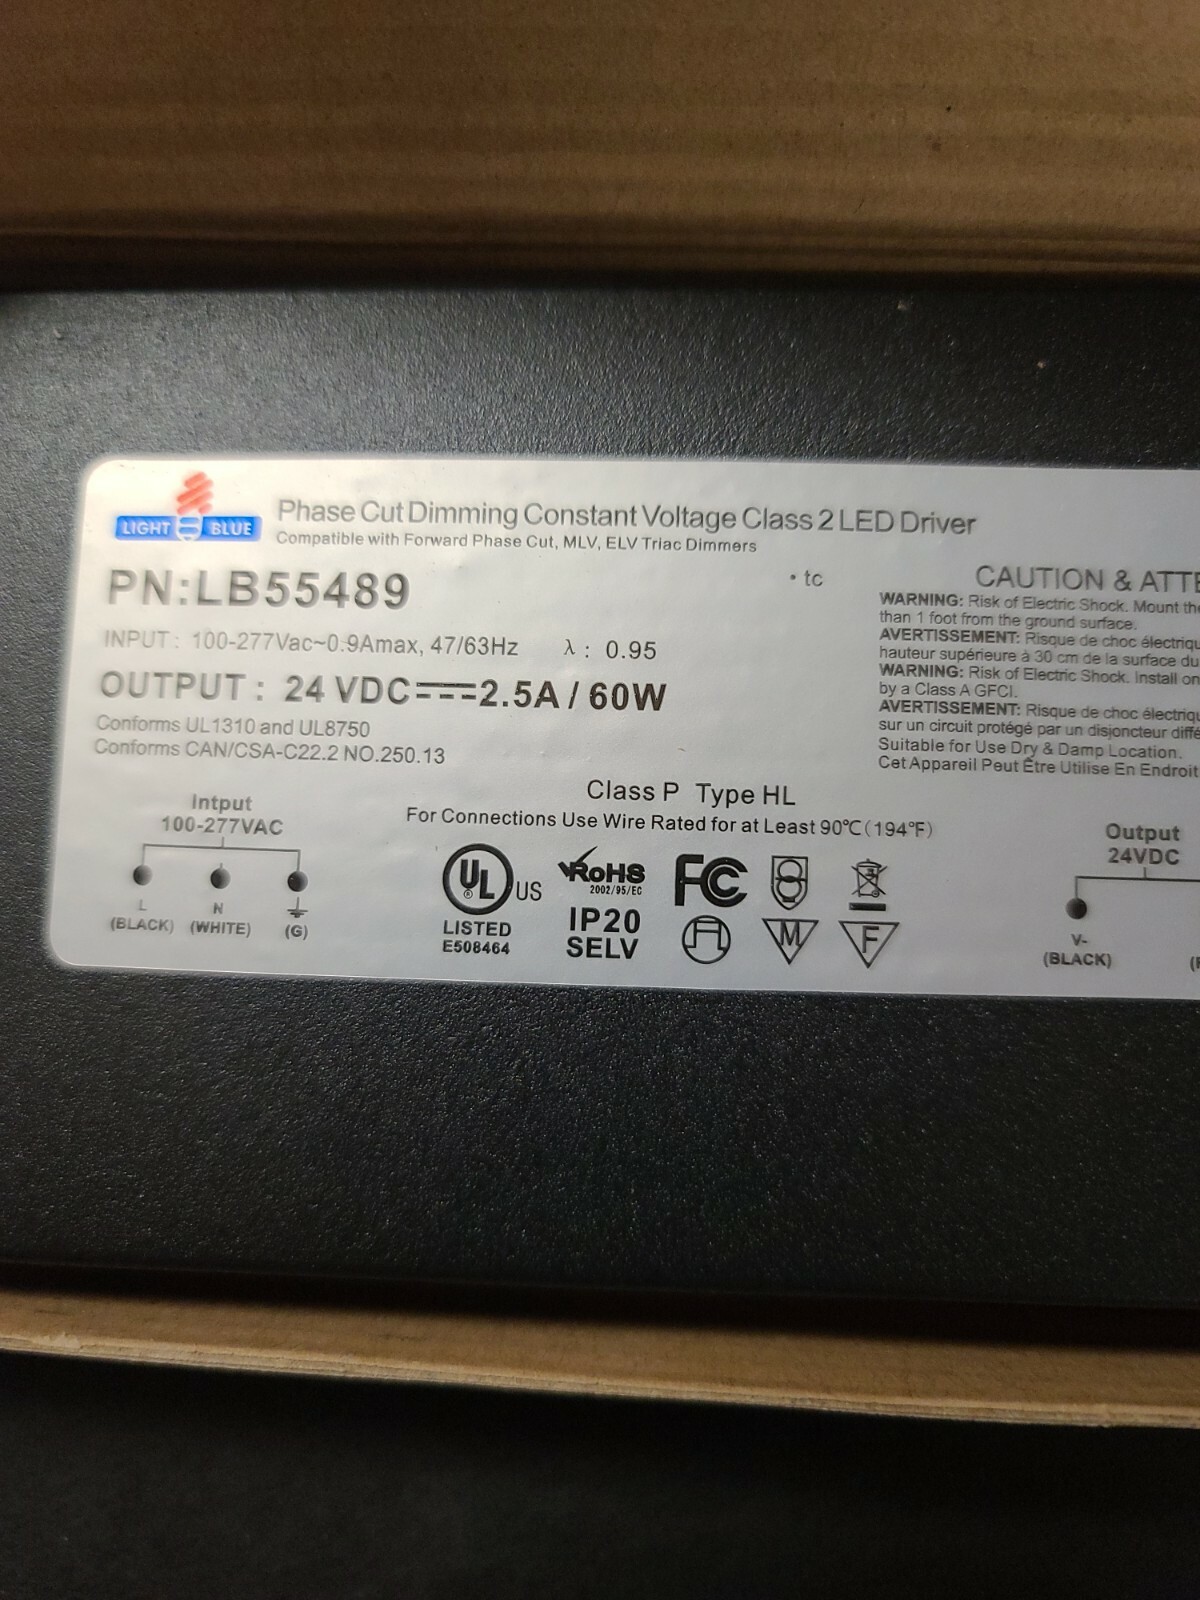 LIGHT BLUE
Phase Cut Dimming Constant Voltage Class 2 LED Driver
Compatible with Forward Phase Cut, MLV, ELV Triac Dimmers
PN:LB55489
• tc
INPUT : 100-277Vac~0.9Amax, 47/63Hz λ : 0.95
OUTPUT : 24 VDC⎓2.5A / 60W
Conforms UL1310 and UL8750
Conforms CAN/CSA-C22.2 NO.250.13
CAUTION & ATTE
WARNING: Risk of Electric Shock. Mount the
than 1 foot from the ground surface.
AVERTISSEMENT: Risque de choc électriqu
hauteur supérieure à 30 cm de la surface du
WARNING: Risk of Electric Shock. Install on
by a Class A GFCI.
AVERTISSEMENT: Risque de choc électriqu
sur un circuit protégé par un disjoncteur diffé
Suitable for Use Dry & Damp Location.
Cet Appareil Peut Être Utilise En Endroit
Class P Type HL
For Connections Use Wire Rated for at Least 90℃(194℉)
Intput
100-277VAC
L
(BLACK)
N
(WHITE)
(G)
UL ® US
LISTED
E508464
RoHS
2002/95/EC
IP20
SELV
FC
M
F
Output
24VDC
V-
(BLACK)